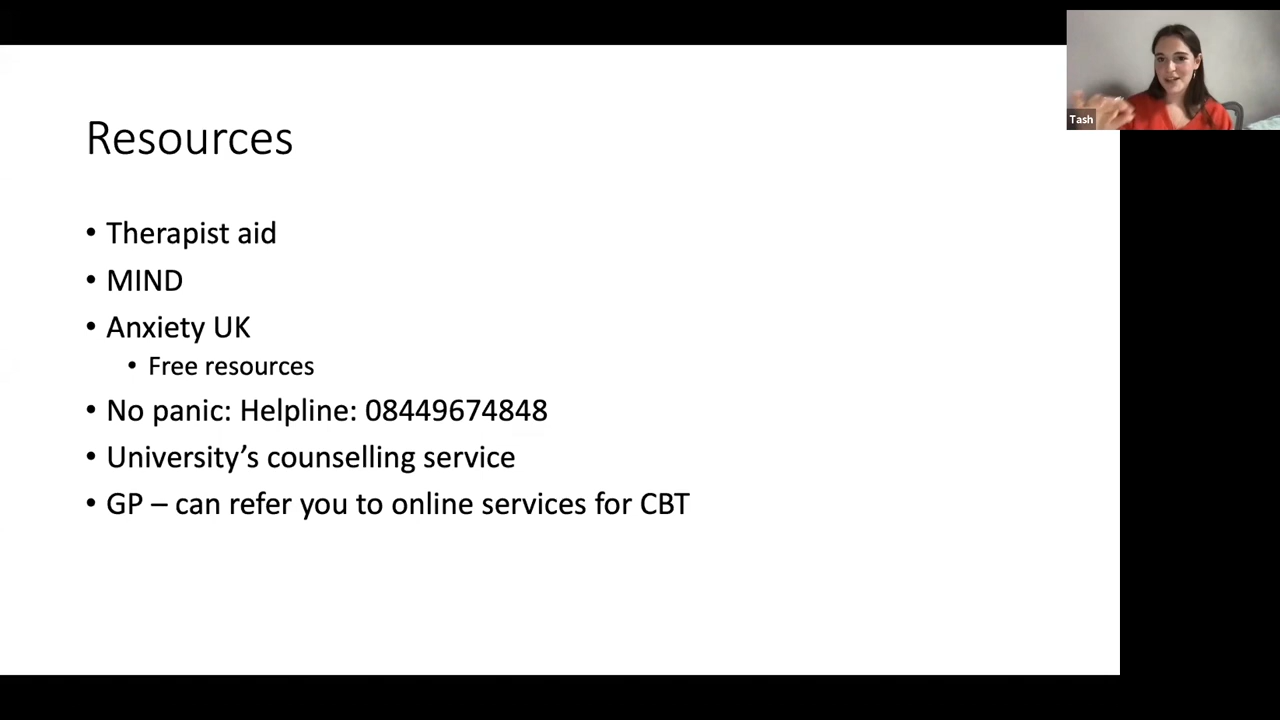 Tash
Resources
• Therapist aid
• MIND
• Anxiety UK
• Free resources
• No panic: Helpline: 08449674848
• University’s counselling service
• GP – can refer you to online services for CBT